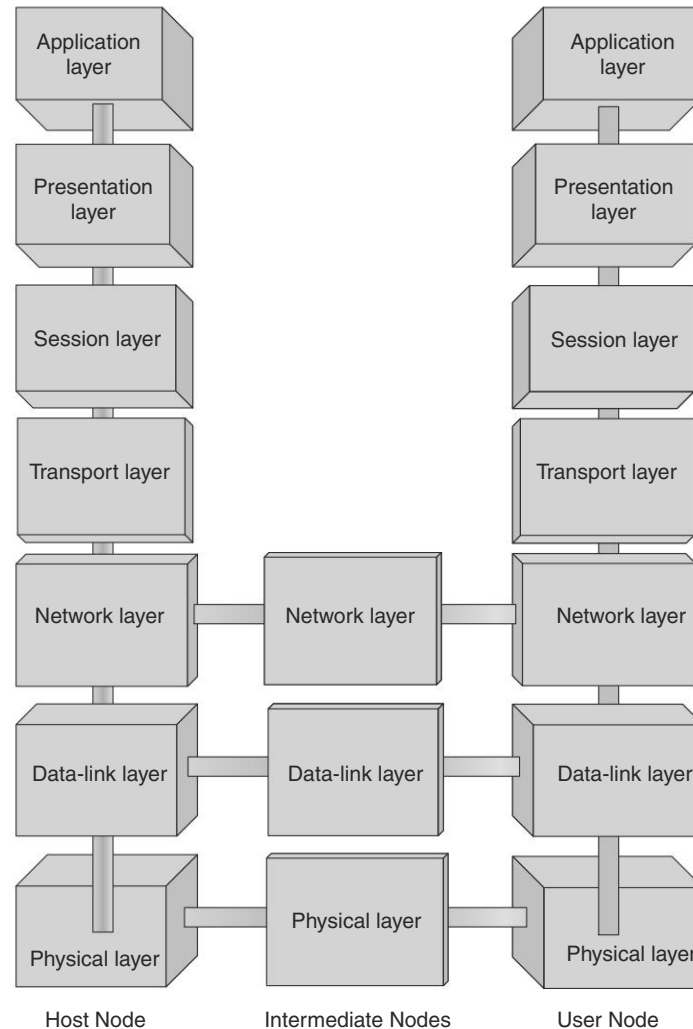 Application
layer
Application
layer
Presentation
layer
Presentation
layer
Session layer
Session layer
Transport layer
Transport layer
Network layer
Network layer
Network layer
Data-link layer
Data-link layer
Data-link layer
Physical layer
Physical layer
Physical layer
Host Node
Intermediate Nodes
User Node